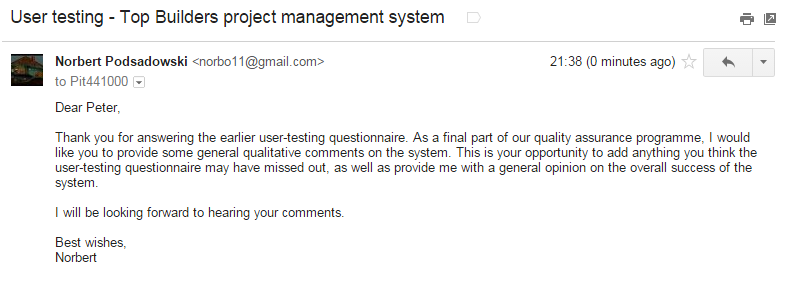 User testing - Top Builders project management system
Norbert Podsadowski <norbo11@gmail.com>
21:38 (0 minutes ago)
to Pit441000
Dear Peter,
Thank you for answering the earlier user-testing questionnaire. As a final part of our quality assurance programme, I would
like you to provide some general qualitative comments on the system. This is your opportunity to add anything you think the
user-testing questionnaire may have missed out, as well as provide me with a general opinion on the overall success of the
system.
I will be looking forward to hearing your comments.
Best wishes,
Norbert